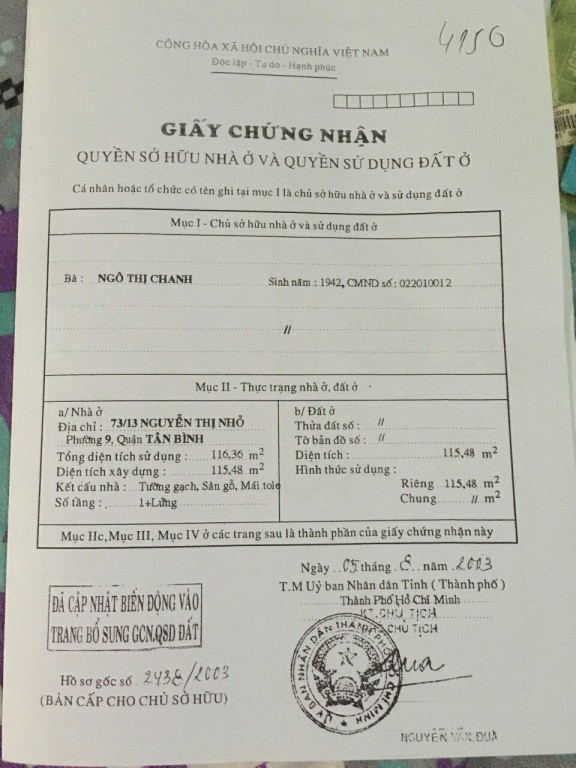 4156
CỘNG HÒA XÃ HỘI CHỦ NGHĨA VIỆT NAM
Độc lập - Tự do - Hạnh phúc
GIẤY CHỨNG NHẬN
QUYỀN SỞ HỮU NHÀ Ở VÀ QUYỀN SỬ DỤNG ĐẤT Ở
Cá nhân hoặc tổ chức có tên ghi tại mục I là chủ sở hữu nhà ở và sử dụng đất ở
Mục I - Chủ sở hữu nhà ở và sử dụng đất ở
Bà : NGÔ THỊ CHANH Sinh năm : 1942, CMND số : 022010012
//
Mục II - Thực trạng nhà ở, đất ở
a/ Nhà ở
Địa chỉ : 73/13 NGUYỄN THỊ NHỎ
Phường 9, Quận TÂN BÌNH
Tổng diện tích sử dụng : 116,36 m2
Diện tích xây dựng : 115,48 m2
Kết cấu nhà : Tường gạch, Sàn gỗ, Mái tole
Số tầng : 1+Lửng
b/ Đất ở
Thửa đất số : //
Tờ bản đồ số : //
Diện tích : 115,48 m2
Hình thức sử dụng :
Riêng 115,48 m2
Chung // m2
Mục IIc, Mục III, Mục IV ở các trang sau là thành phần của giấy chứng nhận này
Ngày 05 tháng 8 năm 2003
T.M Uỷ ban Nhân dân Tỉnh ( Thành phố )
Thành Phố Hồ Chí Minh
KT.CHỦ TỊCH
CHỦ TỊCH
ĐÃ CẬP NHẬT BIẾN ĐỘNG VÀO
TRANG BỔ SUNG GCN,QSD ĐẤT
Hồ sơ gốc số : 2438/2003
(BẢN CẤP CHO CHỦ SỞ HỮU)
ỦY BAN NHÂN DÂN THÀNH PHỐ HỒ CHÍ MINH
NGUYỄN VĂN ĐUA